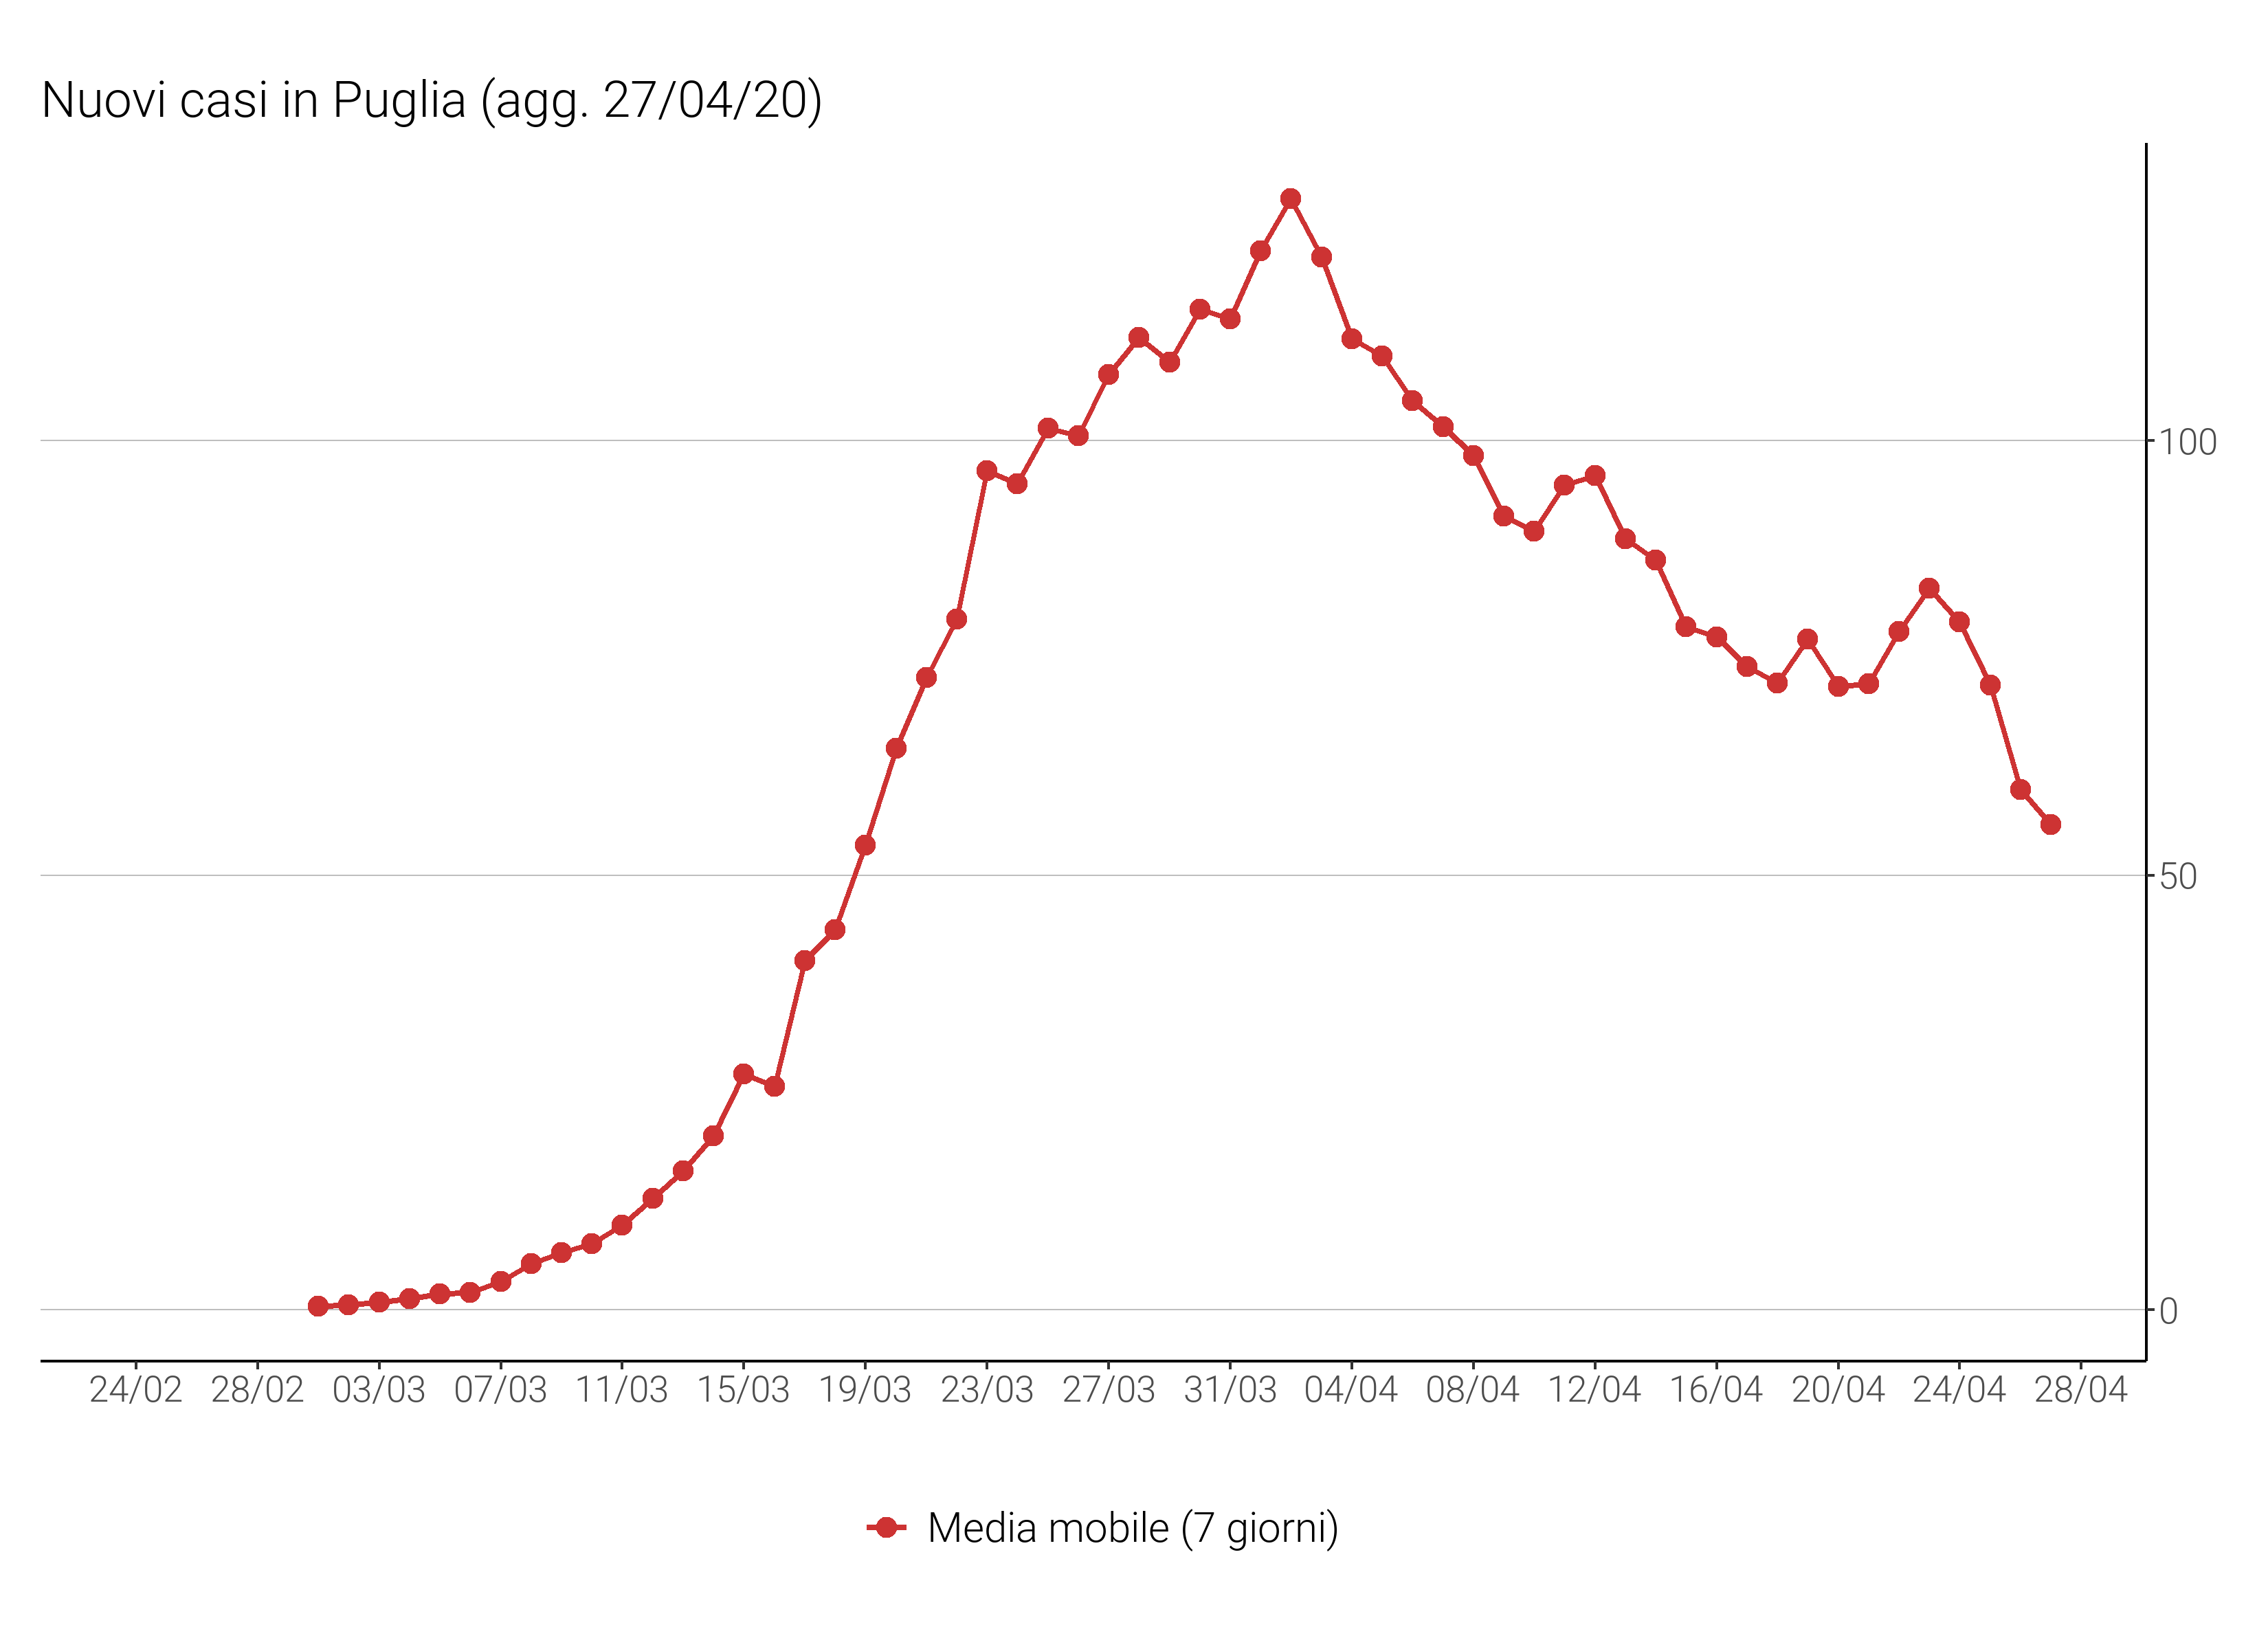 Nuovi casi in Puglia (agg. 27/04/20)
100
50
0
24/02 28/02 03/03 07/03 11/03 15/03 19/03 23/03 27/03 31/03 04/04 08/04 12/04 16/04 20/04 24/04 28/04
Media mobile (7 giorni)